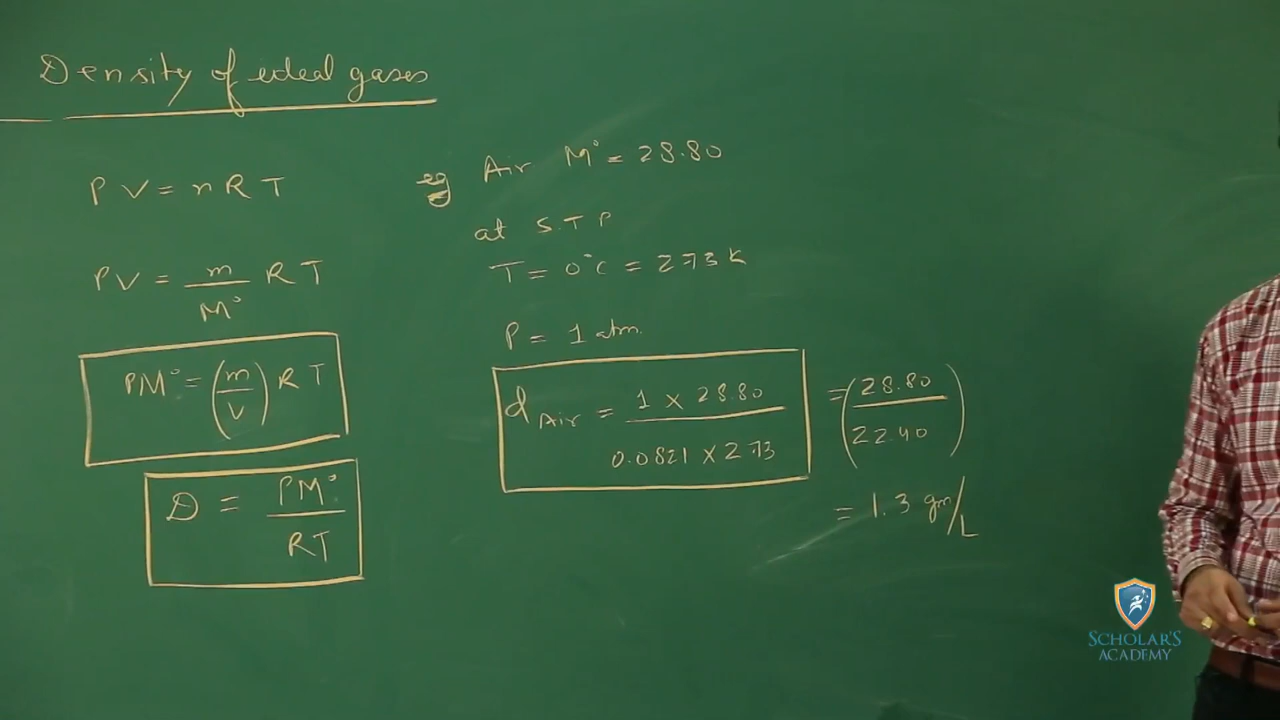 Density of ideal gases
PV = nRT
PV = m/M° RT
PM° = (m/V) RT
D = PM°/RT
eg Air M° = 28.80
at S.T.P
T = 0°C = 273 K
P = 1 atm.
d Air = 1 × 28.80 / 0.0821 × 273
= (28.80 / 22.40)
= 1.3 gm/L
SCHOLAR'S
ACADEMY